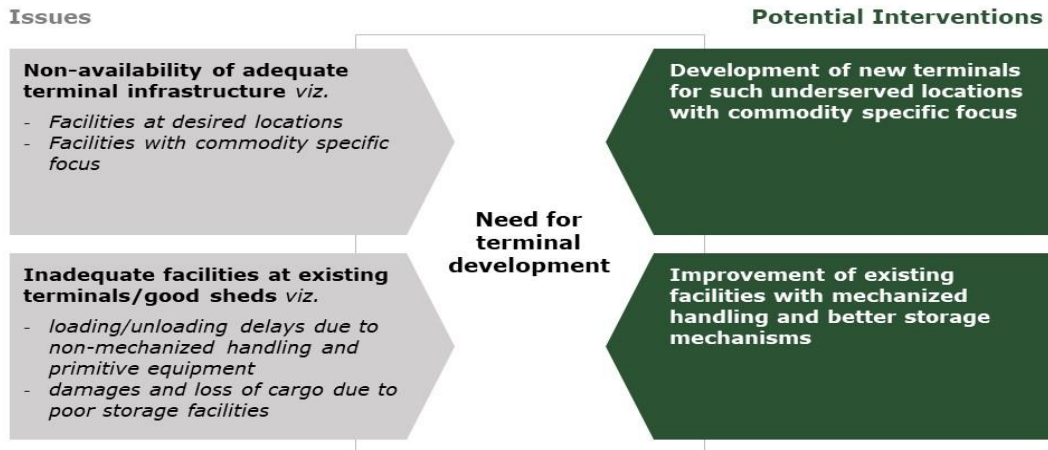 Issues
Potential Interventions
Non-availability of adequate
terminal infrastructure viz.
- Facilities at desired locations
- Facilities with commodity specific
focus
Development of new terminals
for such underserved locations
with commodity specific focus
Need for
terminal
development
Inadequate facilities at existing
terminals/good sheds viz.
- loading/unloading delays due to
non-mechanized handling and
primitive equipment
- damages and loss of cargo due to
poor storage facilities
Improvement of existing
facilities with mechanized
handling and better storage
mechanisms